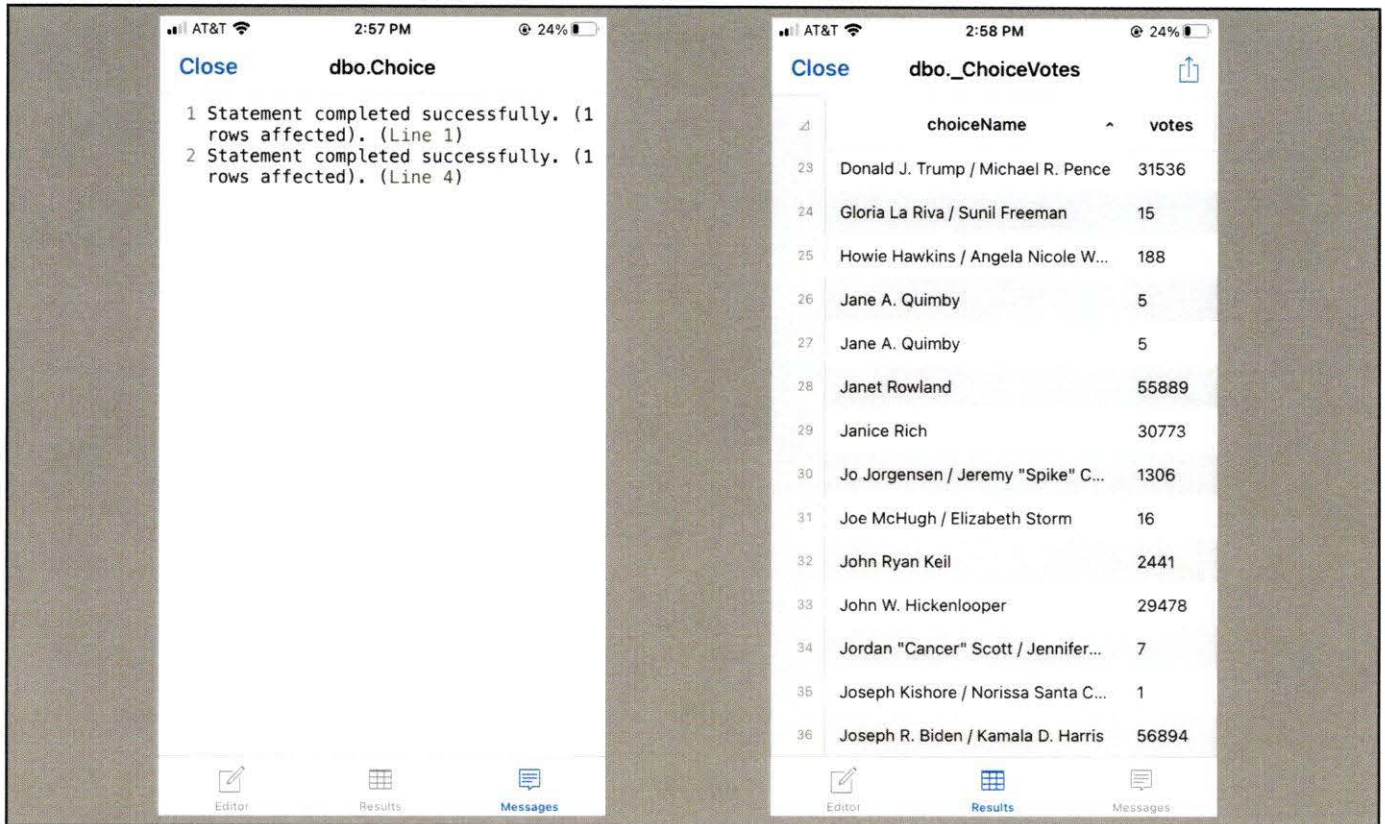 AT&T 2:57 PM 24%
Close dbo.Choice
1 Statement completed successfully. (1
rows affected). (Line 1)
2 Statement completed successfully. (1
rows affected). (Line 4)
Editor Results Messages
AT&T 2:58 PM 24%
Close dbo._ChoiceVotes
choiceName votes
23 Donald J. Trump / Michael R. Pence 31536
24 Gloria La Riva / Sunil Freeman 15
25 Howie Hawkins / Angela Nicole W... 188
26 Jane A. Quimby 5
27 Jane A. Quimby 5
28 Janet Rowland 55889
29 Janice Rich 30773
30 Jo Jorgensen / Jeremy "Spike" C... 1306
31 Joe McHugh / Elizabeth Storm 16
32 John Ryan Keil 2441
33 John W. Hickenlooper 29478
34 Jordan "Cancer" Scott / Jennifer... 7
35 Joseph Kishore / Norissa Santa C... 1
36 Joseph R. Biden / Kamala D. Harris 56894
Editor Results Messages